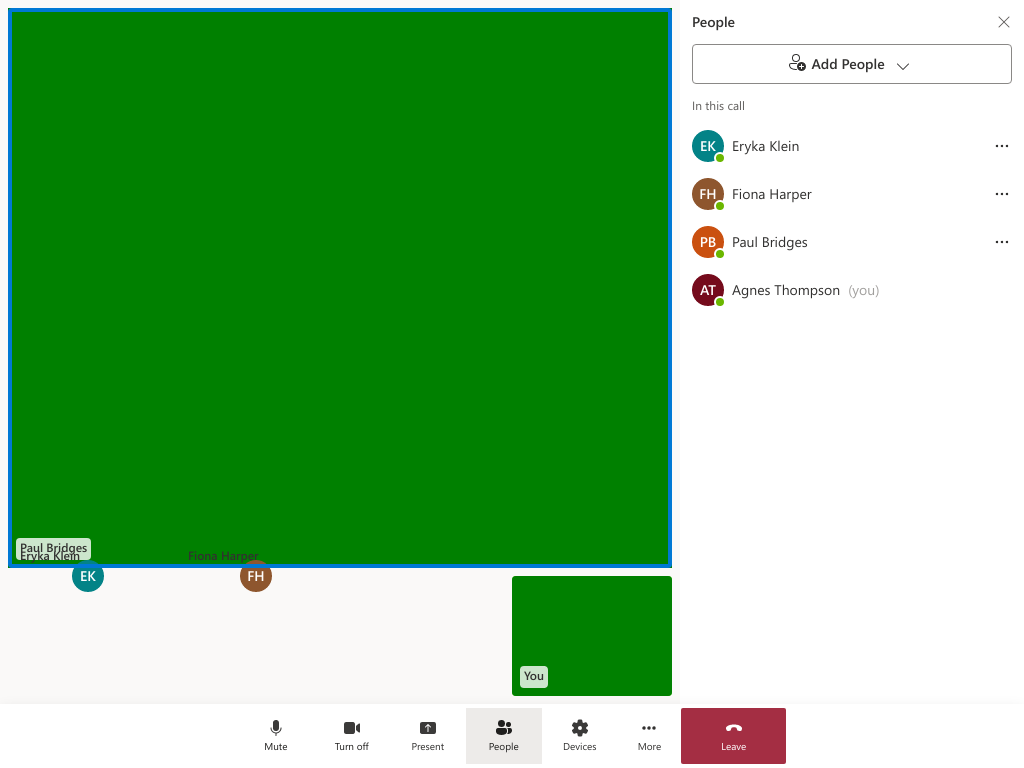 People
Add People
In this call
EK Eryka Klein
FH Fiona Harper
PB Paul Bridges
AT Agnes Thompson (you)
Paul Bridges
Eryka Klein
Fiona Harper
EK
FH
You
Mute
Turn off
Present
People
Devices
More
Leave